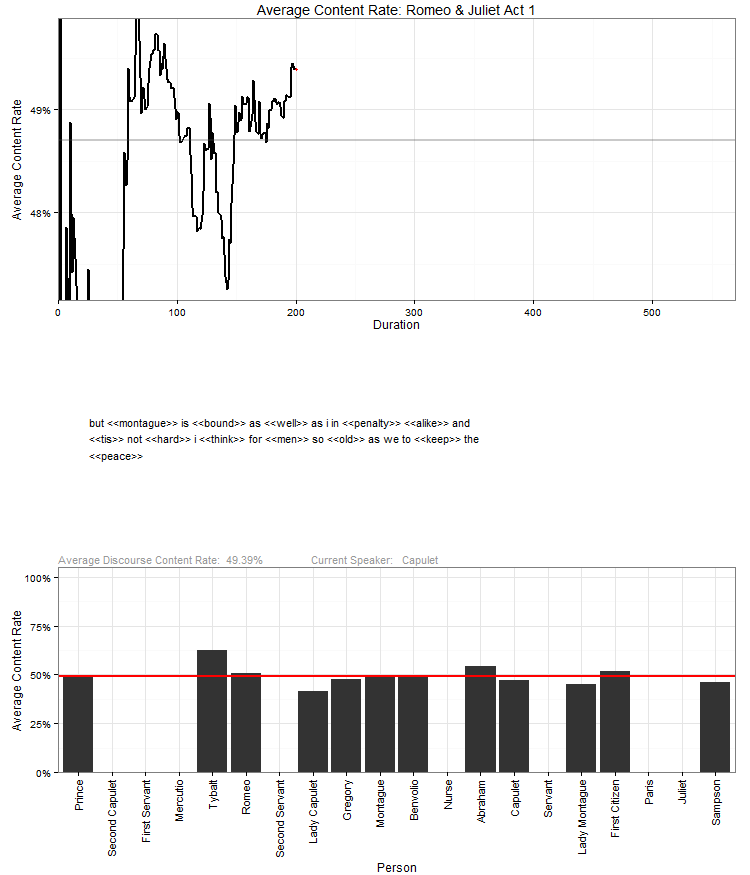 Average Content Rate: Romeo & Juliet Act 1
Average Content Rate
49%
48%
0 100 200 300 400 500
Duration
but <<montague>> is <<bound>> as <<well>> as i in <<penalty>> <<alike>> and
<<tis>> not <<hard>> i <<think>> for <<men>> so <<old>> as we to <<keep>> the
<<peace>>
Average Discourse Content Rate: 49.39% Current Speaker: Capulet
Average Content Rate
100%
75%
50%
25%
0%
Prince
Second Capulet
First Servant
Mercutio
Tybalt
Romeo
Second Servant
Lady Capulet
Gregory
Montague
Benvolio
Nurse
Abraham
Capulet
Servant
Lady Montague
First Citizen
Paris
Juliet
Sampson
Person